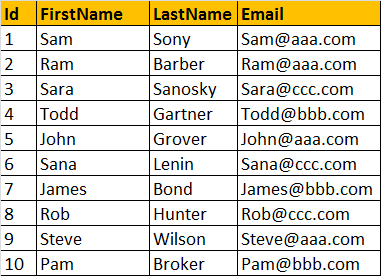 Id FirstName LastName Email
1 Sam Sony Sam@aaa.com
2 Ram Barber Ram@aaa.com
3 Sara Sanosky Sara@ccc.com
4 Todd Gartner Todd@bbb.com
5 John Grover John@aaa.com
6 Sana Lenin Sana@ccc.com
7 James Bond James@bbb.com
8 Rob Hunter Rob@ccc.com
9 Steve Wilson Steve@aaa.com
10 Pam Broker Pam@bbb.com